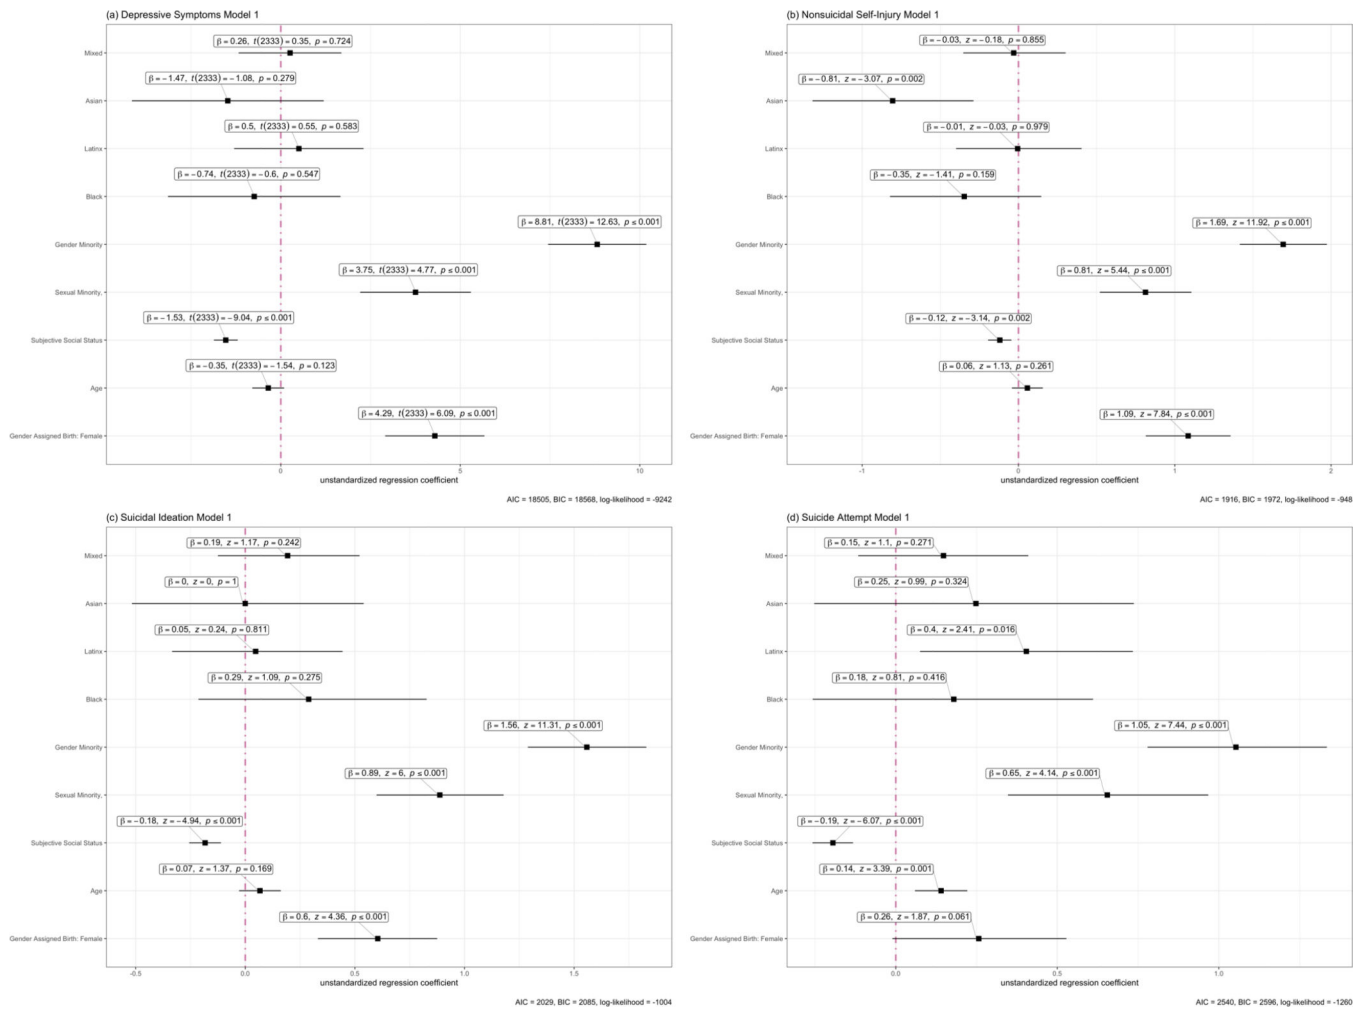 (a) Depressive Symptoms Model 1
Mixed
β = 0.26, t(2333) = 0.35, p = 0.724
Asian
β = −1.47, t(2333) = −1.08, p = 0.279
Latinx
β = 0.5, t(2333) = 0.55, p = 0.583
Black
β = −0.74, t(2333) = −0.6, p = 0.547
Gender Minority
β = 8.81, t(2333) = 12.63, p ≤ 0.001
Sexual Minority,
β = 3.75, t(2333) = 4.77, p ≤ 0.001
Subjective Social Status
β = −1.53, t(2333) = −9.04, p ≤ 0.001
Age
β = −0.35, t(2333) = −1.54, p = 0.123
Gender Assigned Birth: Female
β = 4.29, t(2333) = 6.09, p ≤ 0.001
0 5 10
unstandardized regression coefficient
AIC = 18505, BIC = 18568, log-likelihood = -9242
(b) Nonsuicidal Self-Injury Model 1
Mixed
β = −0.03, z = −0.18, p = 0.855
Asian
β = −0.81, z = −3.07, p = 0.002
Latinx
β = −0.01, z = −0.03, p = 0.979
Black
β = −0.35, z = −1.41, p = 0.159
Gender Minority
β = 1.69, z = 11.92, p ≤ 0.001
Sexual Minority,
β = 0.81, z = 5.44, p ≤ 0.001
Subjective Social Status
β = −0.12, z = −3.14, p = 0.002
Age
β = 0.06, z = 1.13, p = 0.261
Gender Assigned Birth: Female
β = 1.09, z = 7.84, p ≤ 0.001
-1 0 1 2
unstandardized regression coefficient
AIC = 1916, BIC = 1972, log-likelihood = -948
(c) Suicidal Ideation Model 1
Mixed
β = 0.19, z = 1.17, p = 0.242
Asian
β = 0, z = 0, p = 1
Latinx
β = 0.05, z = 0.24, p = 0.811
Black
β = 0.29, z = 1.09, p = 0.275
Gender Minority
β = 1.56, z = 11.31, p ≤ 0.001
Sexual Minority,
β = 0.89, z = 6, p ≤ 0.001
Subjective Social Status
β = −0.18, z = −4.94, p ≤ 0.001
Age
β = 0.07, z = 1.37, p = 0.169
Gender Assigned Birth: Female
β = 0.6, z = 4.36, p ≤ 0.001
-0.5 0.0 0.5 1.0 1.5
unstandardized regression coefficient
AIC = 2029, BIC = 2085, log-likelihood = -1004
(d) Suicide Attempt Model 1
Mixed
β = 0.15, z = 1.1, p = 0.271
Asian
β = 0.25, z = 0.99, p = 0.324
Latinx
β = 0.4, z = 2.41, p = 0.016
Black
β = 0.18, z = 0.81, p = 0.416
Gender Minority
β = 1.05, z = 7.44, p ≤ 0.001
Sexual Minority,
β = 0.65, z = 4.14, p ≤ 0.001
Subjective Social Status
β = −0.19, z = −6.07, p ≤ 0.001
Age
β = 0.14, z = 3.39, p = 0.001
Gender Assigned Birth: Female
β = 0.26, z = 1.87, p = 0.061
0.0 0.5 1.0
unstandardized regression coefficient
AIC = 2540, BIC = 2596, log-likelihood = -1260